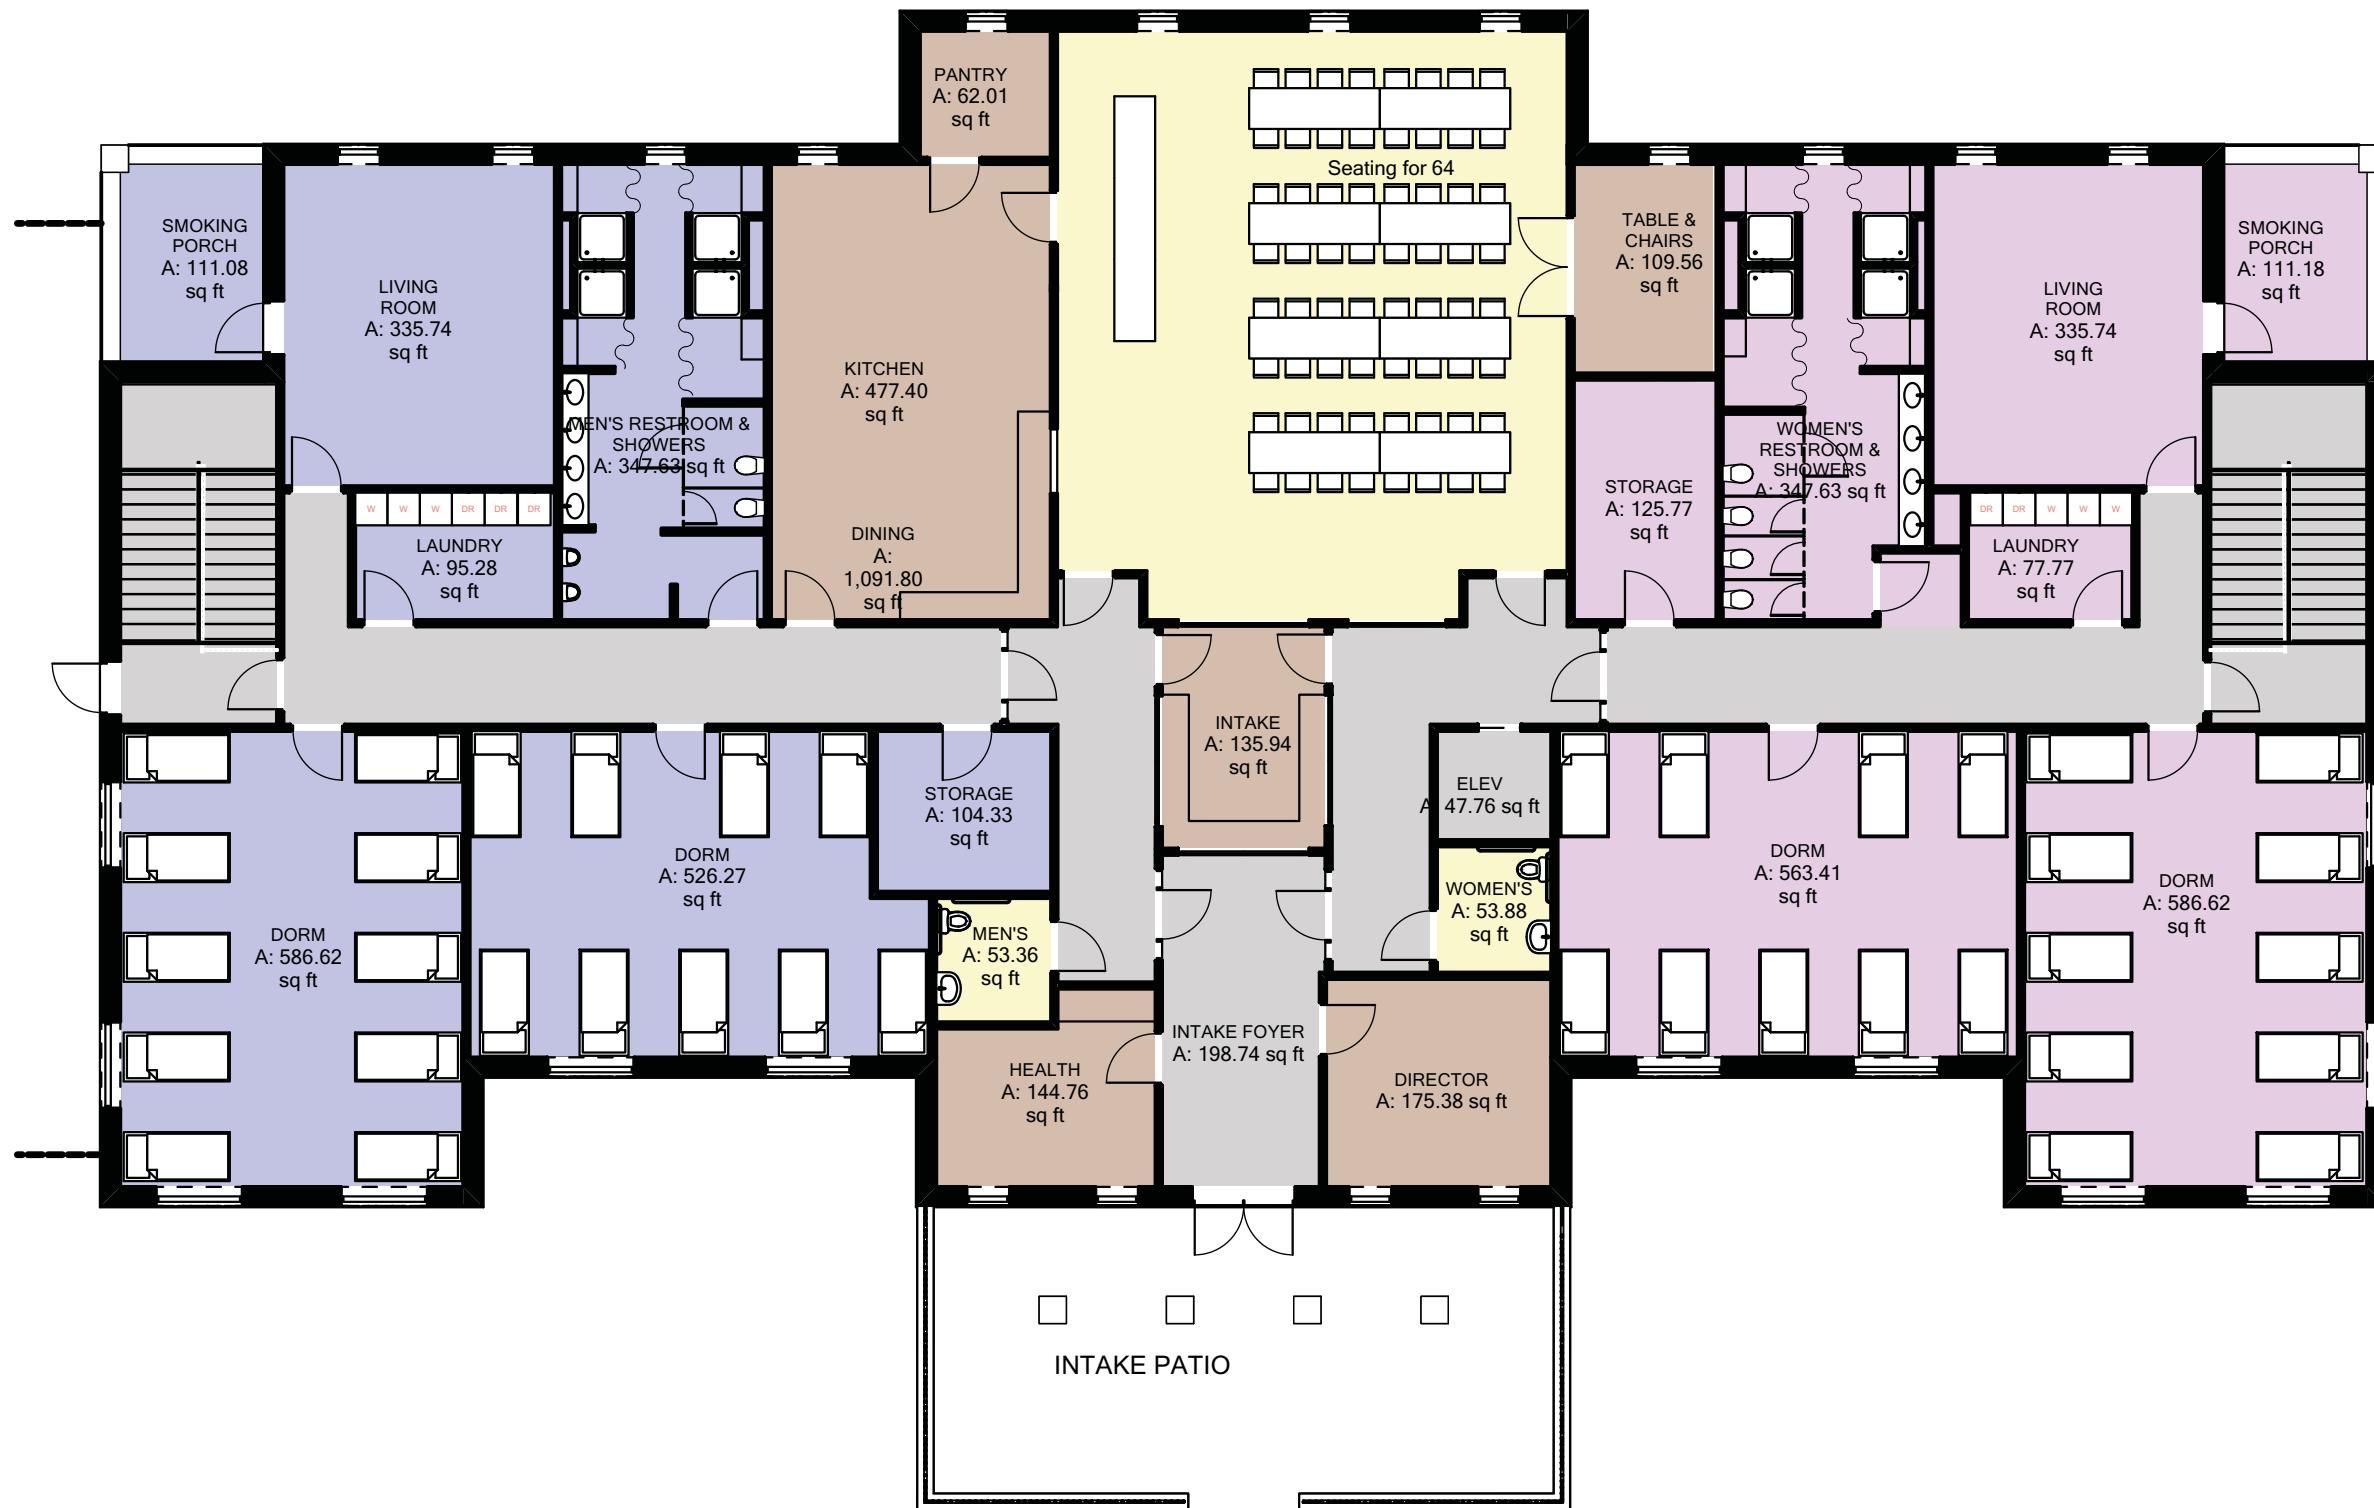 PANTRY
A: 62.01
sq ft
Seating for 64
SMOKING
PORCH
A: 111.08
sq ft
LIVING
ROOM
A: 335.74
sq ft
KITCHEN
A: 477.40
sq ft
TABLE &
CHAIRS
A: 109.56
sq ft
LIVING
ROOM
A: 335.74
sq ft
SMOKING
PORCH
A: 111.18
sq ft
MEN'S RESTROOM &
SHOWERS
A: 347.63 sq ft
WOMEN'S
RESTROOM &
SHOWERS
A: 347.63 sq ft
STORAGE
A: 125.77
sq ft
W W W DR DR DR
LAUNDRY
A: 95.28
sq ft
DINING
A:
1,091.80
sq ft
DR DR W W W
LAUNDRY
A: 77.77
sq ft
INTAKE
A: 135.94
sq ft
STORAGE
A: 104.33
sq ft
ELEV
A: 47.76 sq ft
DORM
A: 526.27
sq ft
DORM
A: 563.41
sq ft
DORM
A: 586.62
sq ft
WOMEN'S
A: 53.88
sq ft
DORM
A: 586.62
sq ft
MEN'S
A: 53.36
sq ft
INTAKE FOYER
A: 198.74 sq ft
HEALTH
A: 144.76
sq ft
DIRECTOR
A: 175.38 sq ft
INTAKE PATIO